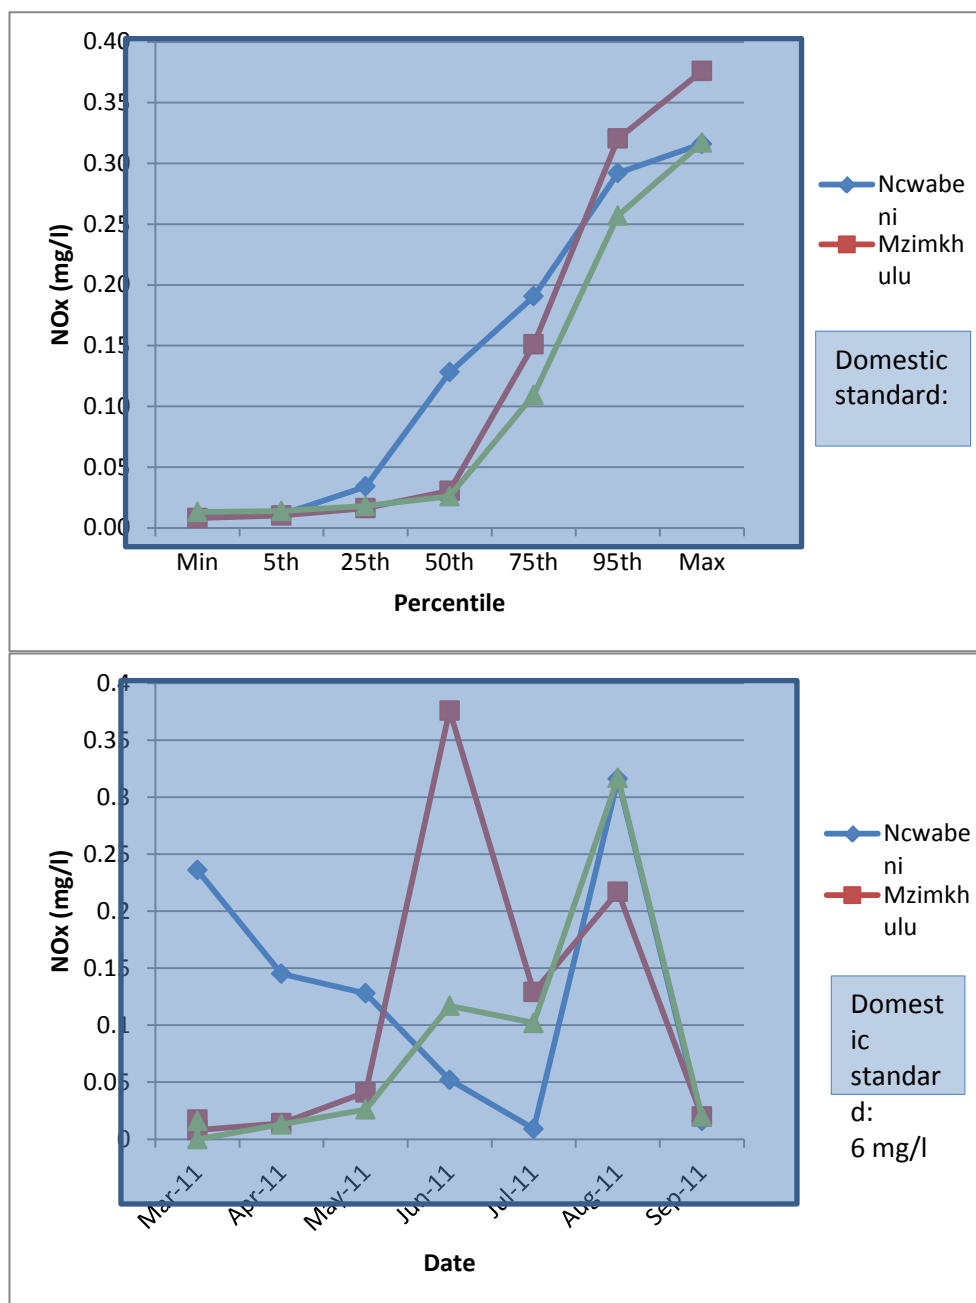 0.40
0.35
0.30
0.25
0.20
0.15
0.10
0.05
0.00
NOx (mg/l)
Min 5th 25th 50th 75th 95th Max
Percentile
Ncwabe
ni
Mzimkh
ulu
Domestic
standard:
0.4
0.35
0.3
0.25
0.2
0.15
0.1
0.05
0
NOx (mg/l)
Mar-11 Apr-11 May-11 Jun-11 Jul-11 Aug-11 Sep-11
Date
Ncwabe
ni
Mzimkh
ulu
Domest
ic
standar
d:
6 mg/l